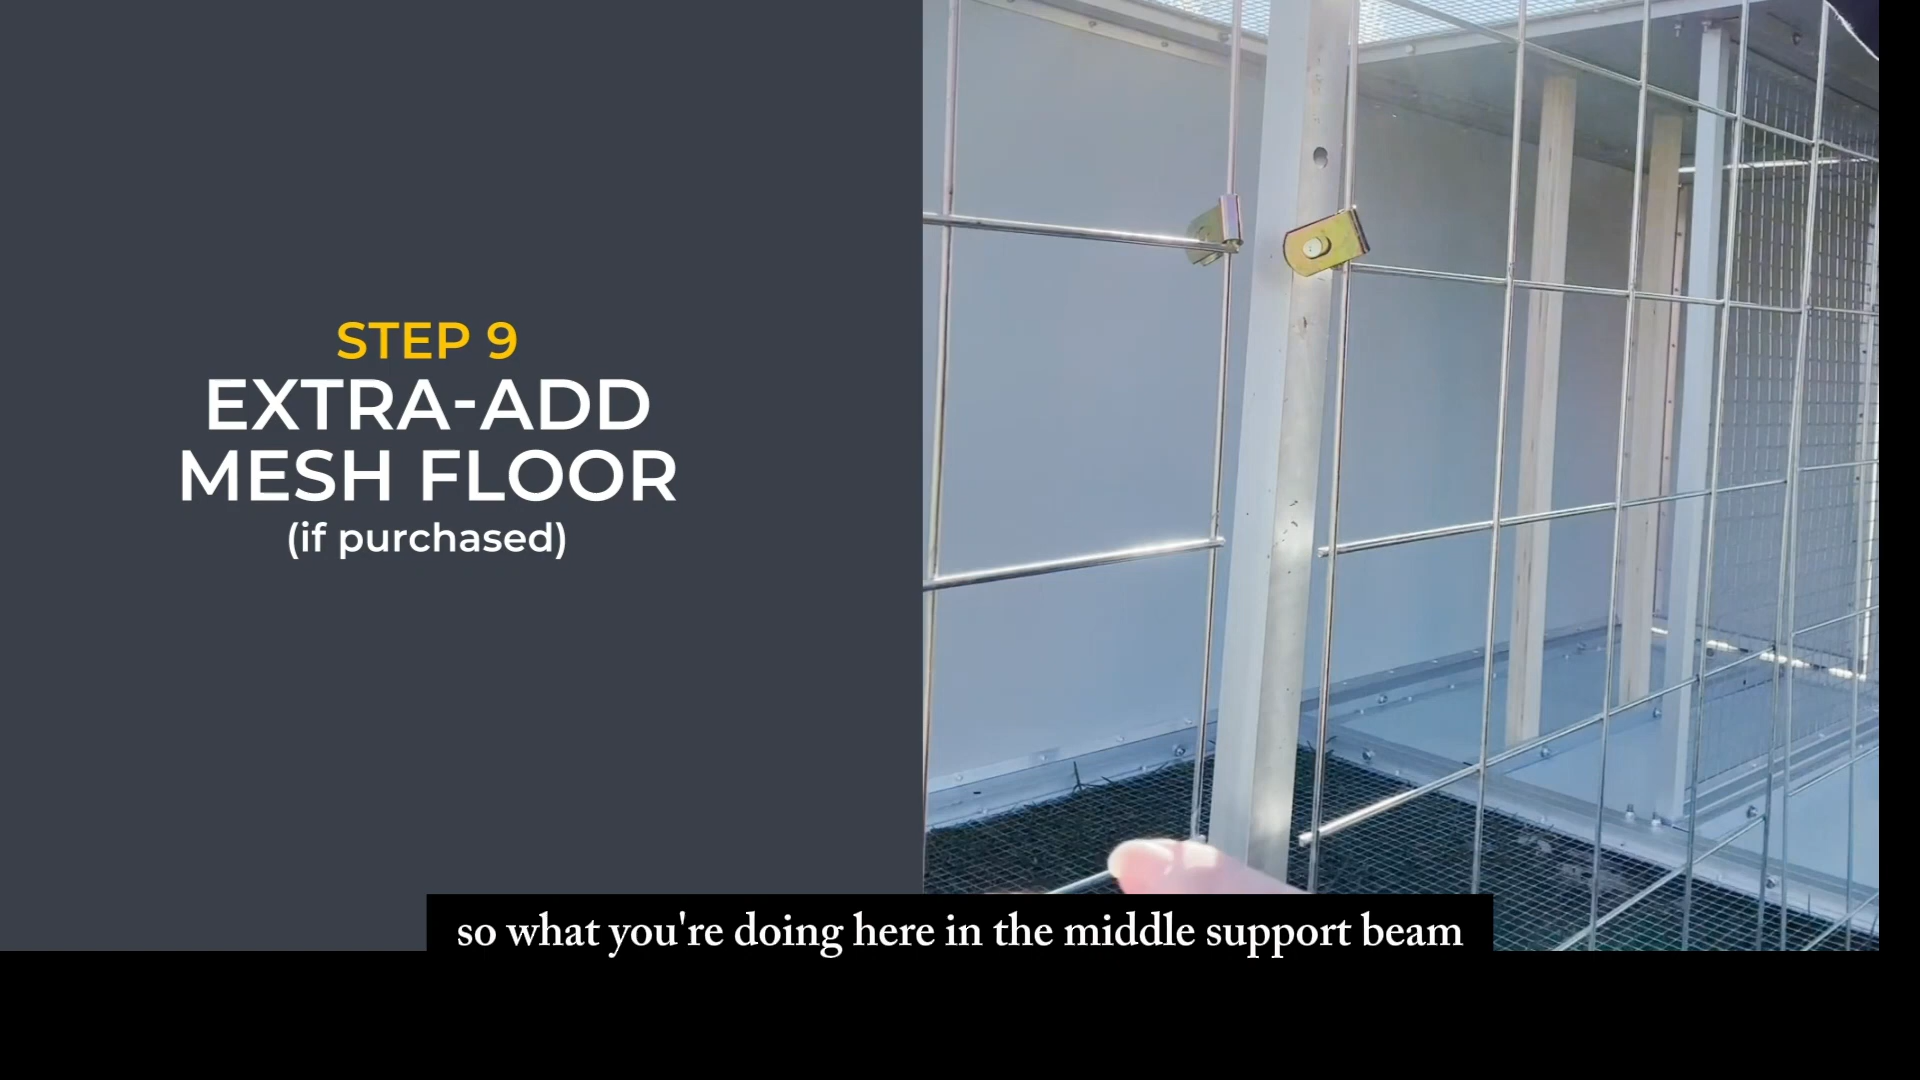 STEP 9
EXTRA-ADD
MESH FLOOR
(if purchased)
so what you're doing here in the middle support beam